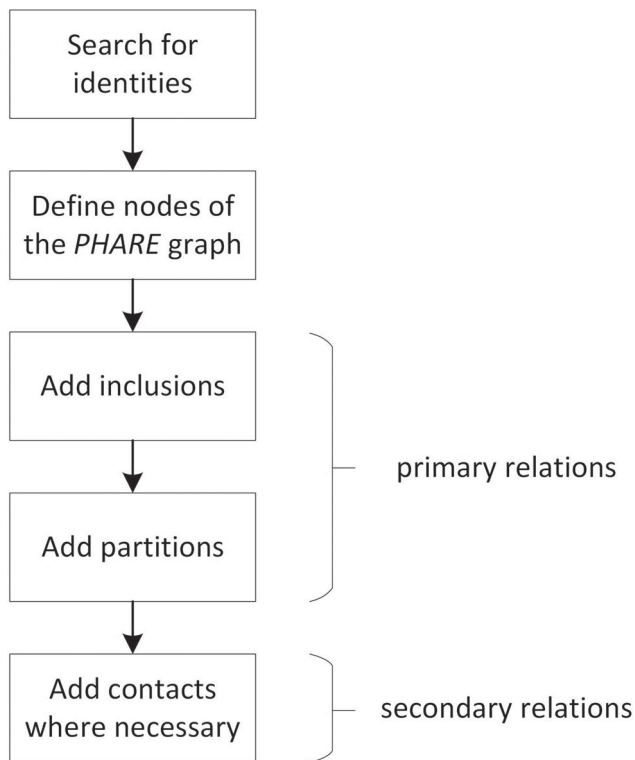 Search for
identities
Define nodes of
the PHARE graph
Add inclusions
primary relations
Add partitions
Add contacts
where necessary
secondary relations